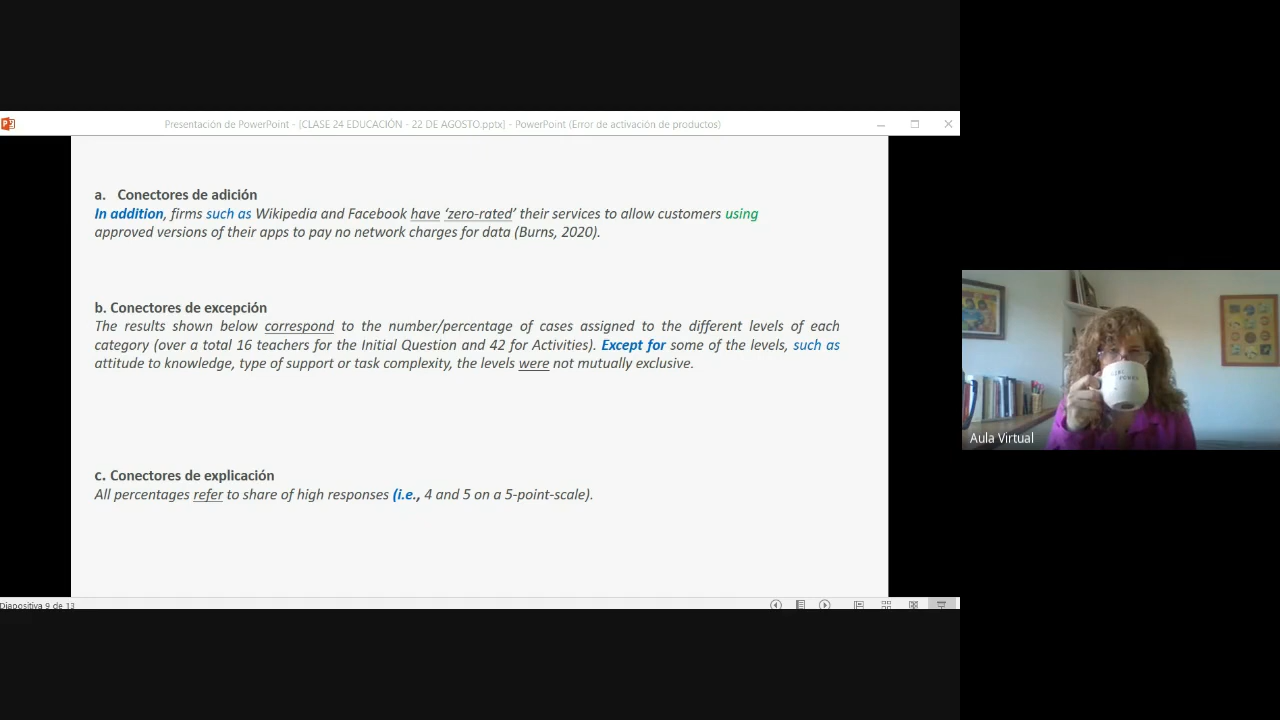 Presentación de PowerPoint - [CLASE 24 EDUCACIÓN - 22 DE AGOSTO.pptx] - PowerPoint (Error de activación de productos)
a. Conectores de adición
In addition, firms such as Wikipedia and Facebook have ‘zero-rated’ their services to allow customers using
approved versions of their apps to pay no network charges for data (Burns, 2020).
b. Conectores de excepción
The results shown below correspond to the number/percentage of cases assigned to the different levels of each
category (over a total 16 teachers for the Initial Question and 42 for Activities). Except for some of the levels, such as
attitude to knowledge, type of support or task complexity, the levels were not mutually exclusive.
c. Conectores de explicación
All percentages refer to share of high responses (i.e., 4 and 5 on a 5-point-scale).
Diapositiva 9 de 13
GIRL
POWER
Aula Virtual